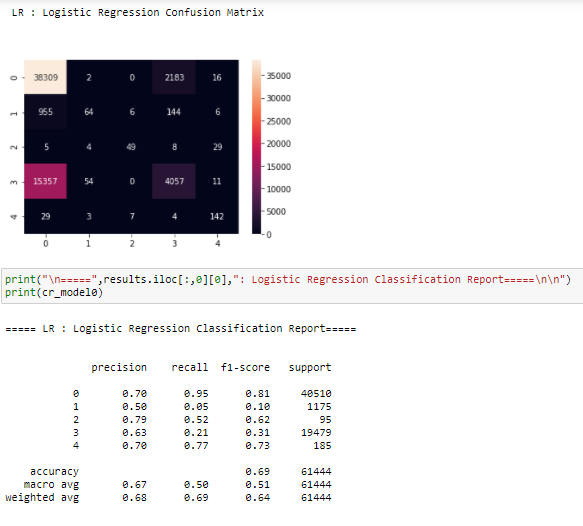 LR : Logistic Regression Confusion Matrix
0 38309 2 0 2183 16
1 955 64 6 144 6
2 5 4 49 8 29
3 15357 54 0 4057 11
4 29 3 7 4 142
0 1 2 3 4
35000
30000
25000
20000
15000
10000
5000
0
print("\n=====",results.iloc[:,0][0],": Logistic Regression Classification Report=====\n\n")
print(cr_model0)
===== LR : Logistic Regression Classification Report=====
precision recall f1-score support
0 0.70 0.95 0.81 40510
1 0.50 0.05 0.10 1175
2 0.79 0.52 0.62 95
3 0.63 0.21 0.31 19479
4 0.70 0.77 0.73 185
accuracy 0.69 61444
macro avg 0.67 0.50 0.51 61444
weighted avg 0.68 0.69 0.64 61444